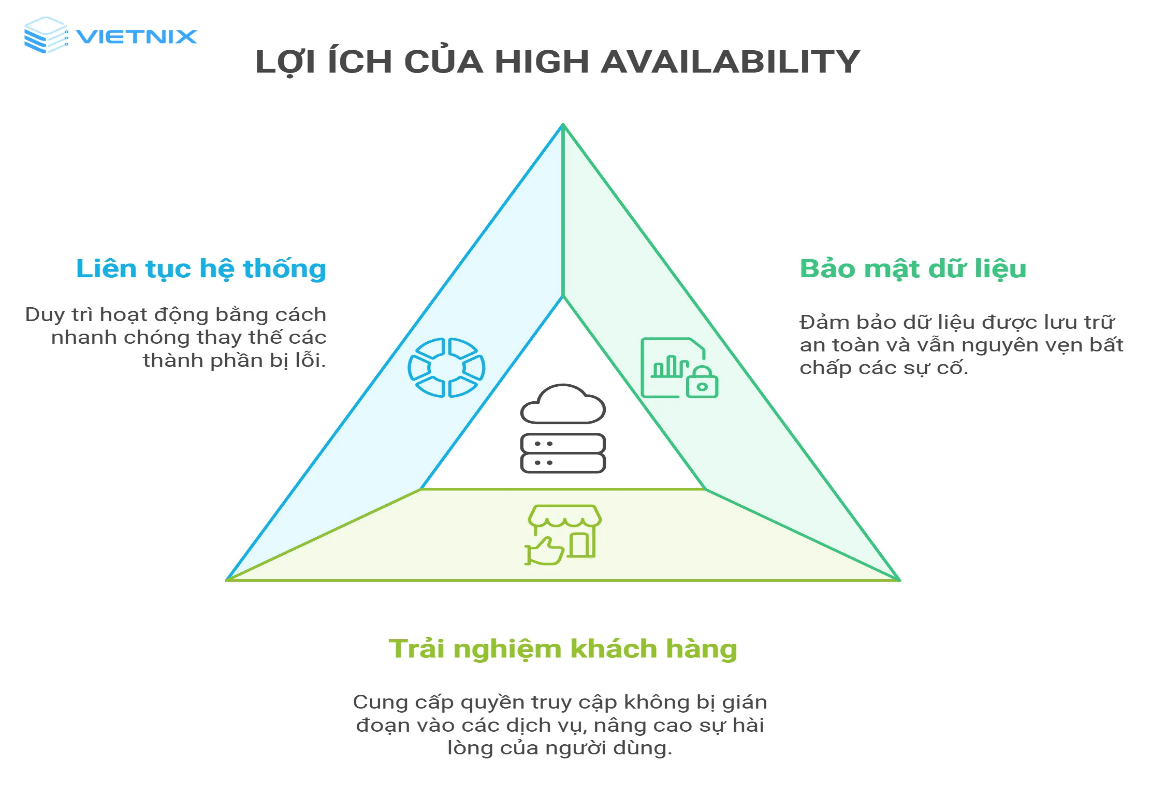 VIETNIX
LỢI ÍCH CỦA HIGH AVAILABILITY
Liên tục hệ thống
Duy trì hoạt động bằng cách
nhanh chóng thay thế các
thành phần bị lỗi.
Bảo mật dữ liệu
Đảm bảo dữ liệu được lưu trữ
an toàn và vẫn nguyên vẹn bất
chấp các sự cố.
Trải nghiệm khách hàng
Cung cấp quyền truy cập không bị gián
đoạn vào các dịch vụ, nâng cao sự hài
lòng của người dùng.